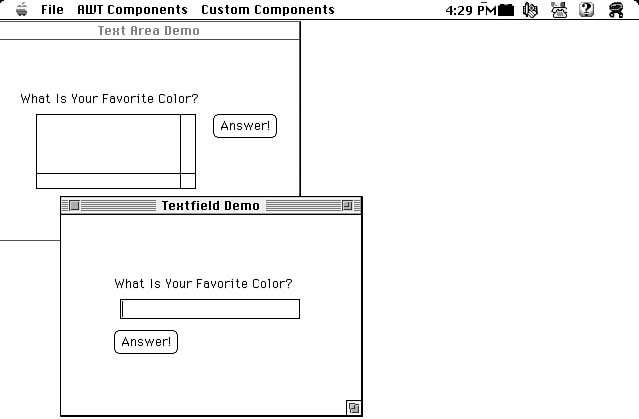 File AWT Components Custom Components 4:29 PM
Text Area Demo
What Is Your Favorite Color?
Answer!
Textfield Demo
What Is Your Favorite Color?
Answer!